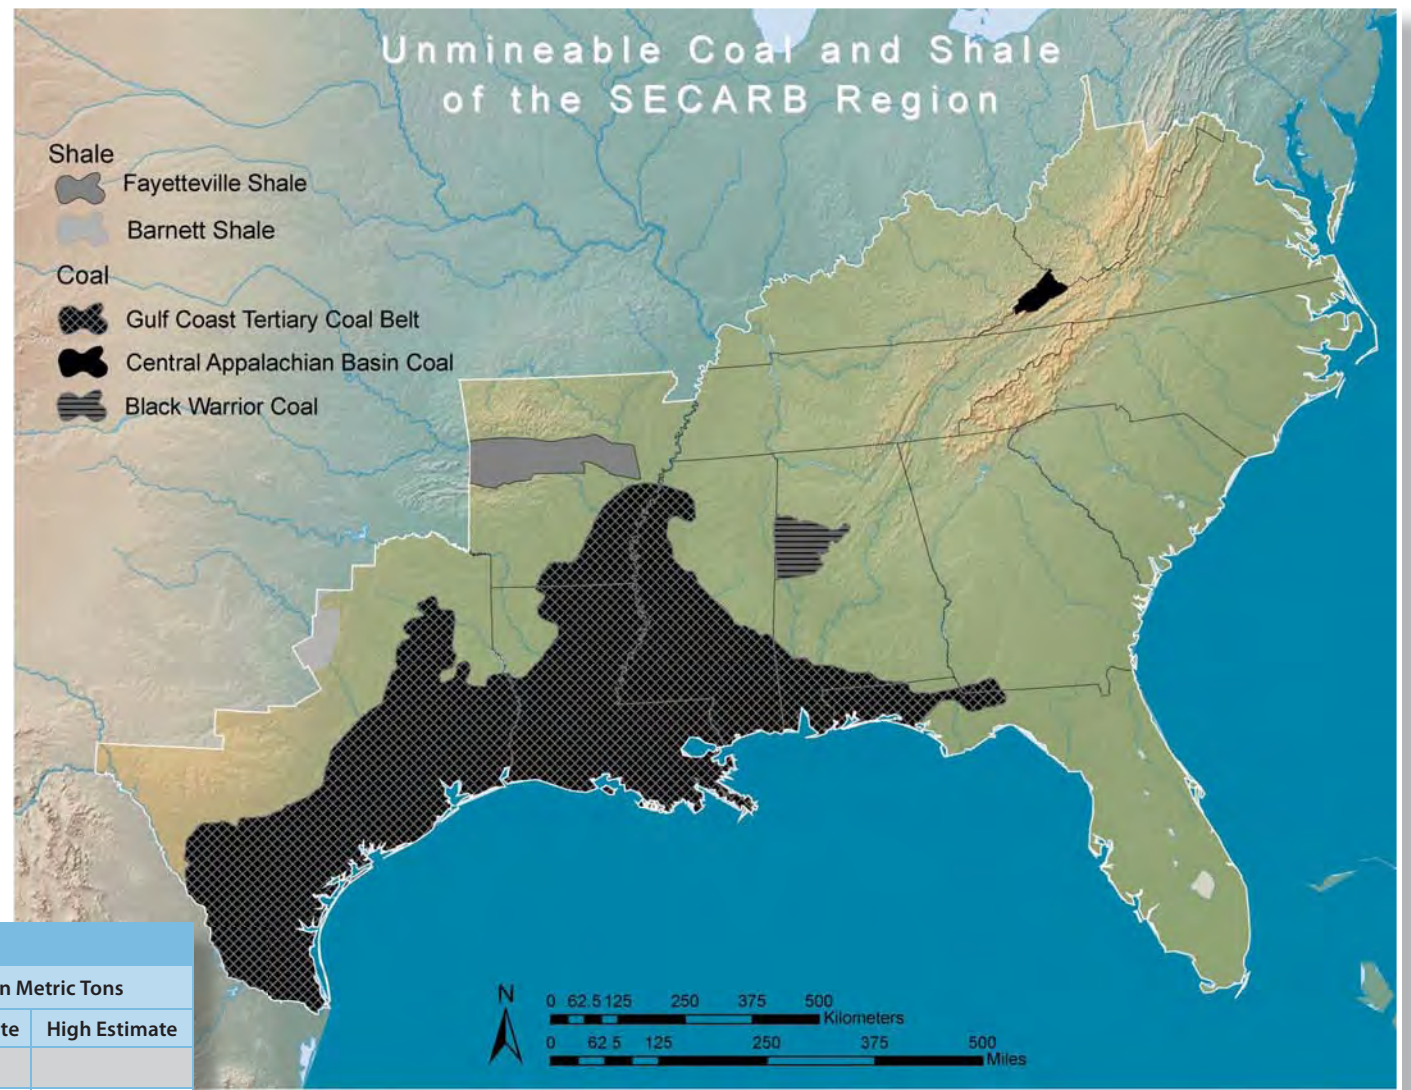 Unmineable Coal and Shale
of the SECARB Region
Shale
Fayetteville Shale
Barnett Shale
Coal
Gulf Coast Tertiary Coal Belt
Central Appalachian Basin Coal
Black Warrior Coal
n Metric Tons
te High Estimate
N
0 62.5 125 250 375 500
Kilometers
0 62.5 125 250 375 500
Miles